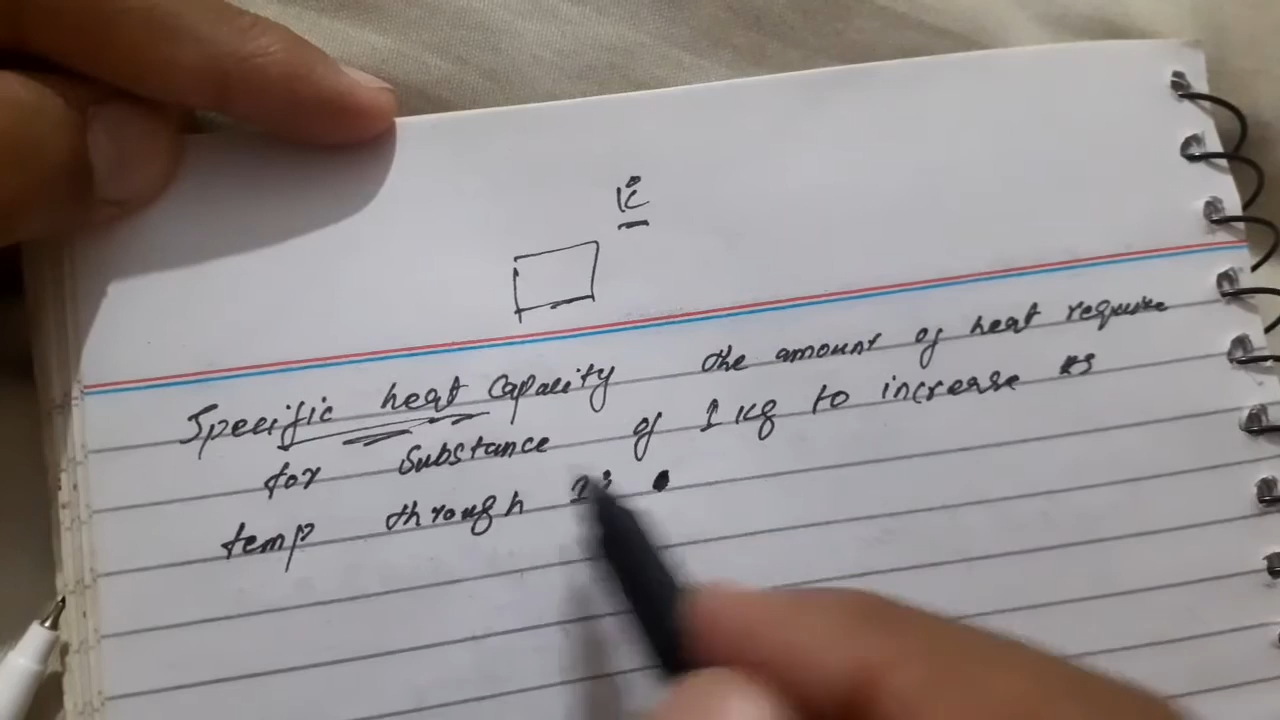 K°
Specific heat Capacity the amount of heat require
for substance of 1 kg to increase its
temp through